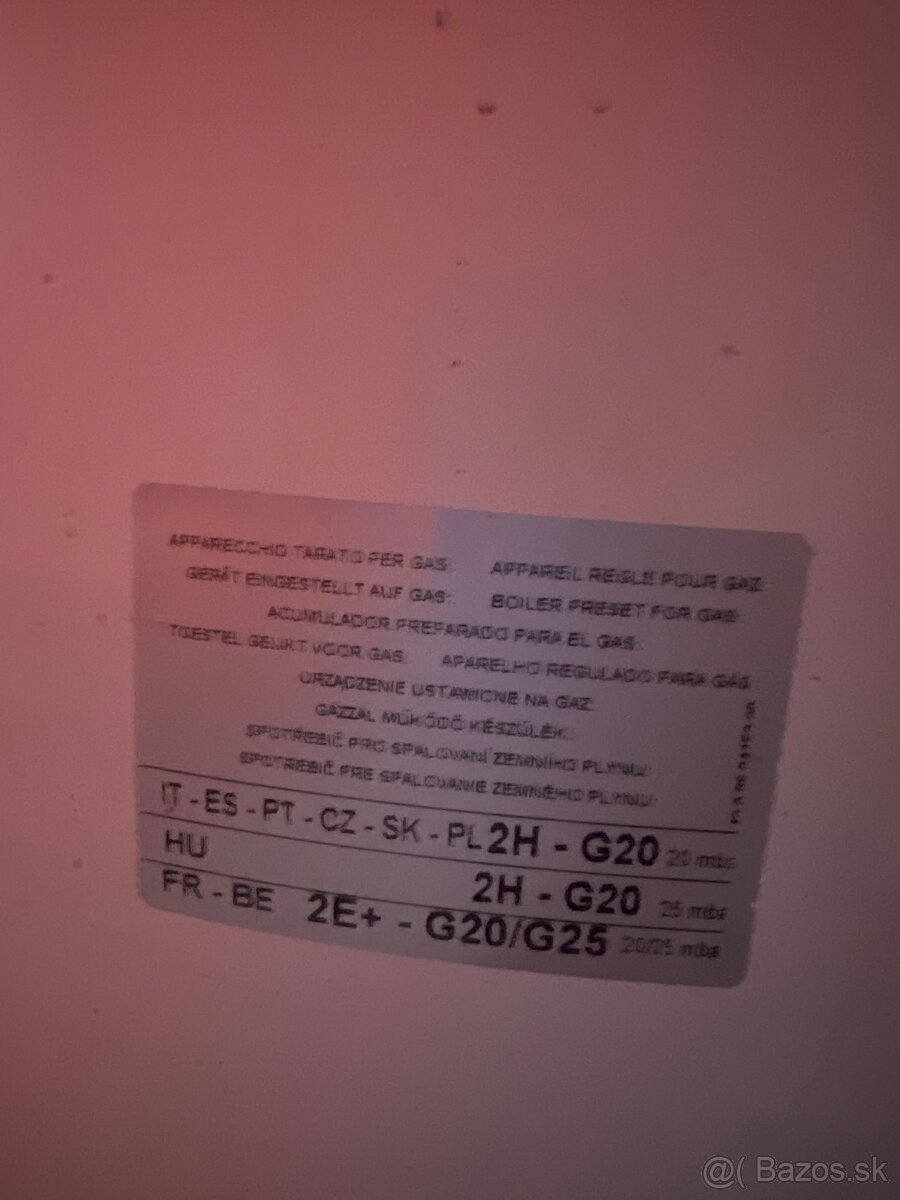 APPARECCHIO TARATO PER GAS: APPAREIL REGLE POUR GAZ:
GERÄT EINGESTELLT AUF GAS: BOILER PRESET FOR GAS:
ACUMULADOR PREPARADO PARA EL GAS:
TOESTEL GEIJKT VOOR GAS: APARELHO REGULADO PARA GAS:
URZĄDZENIE USTAWIONE NA GAZ:
GÁZZAL MŰKÖDŐ KÉSZÜLÉK:
SPOTŘEBIČ PRO SPALOVANÍ ZEMNÍHO PLYNU:
SPOTREBIČ PRE SPAĽOVANIE ZEMNÉHO PLYNU:
IT - ES - PT - CZ - SK - PL 2H - G20 20 mbar
HU 2H - G20 25 mbar
FR - BE 2E+ - G20/G25 20/25 mbar
@( Bazos.sk